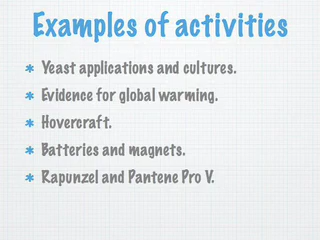 Examples of activities
Yeast applications and cultures.
Evidence for global warming.
Hovercraft.
Batteries and magnets.
Rapunzel and Pantene Pro V.